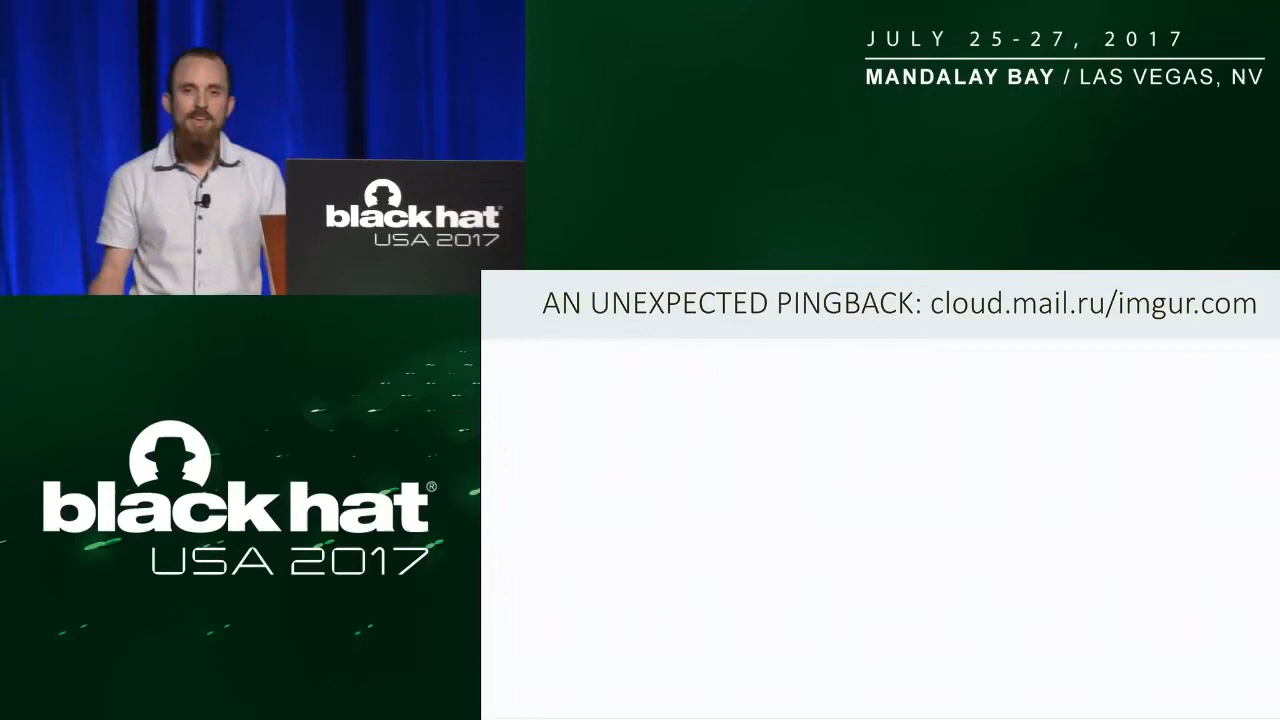 JULY 25-27, 2017
MANDALAY BAY / LAS VEGAS, NV
black hat®
USA 2017
AN UNEXPECTED PINGBACK: cloud.mail.ru/imgur.com
black hat®
USA 2017